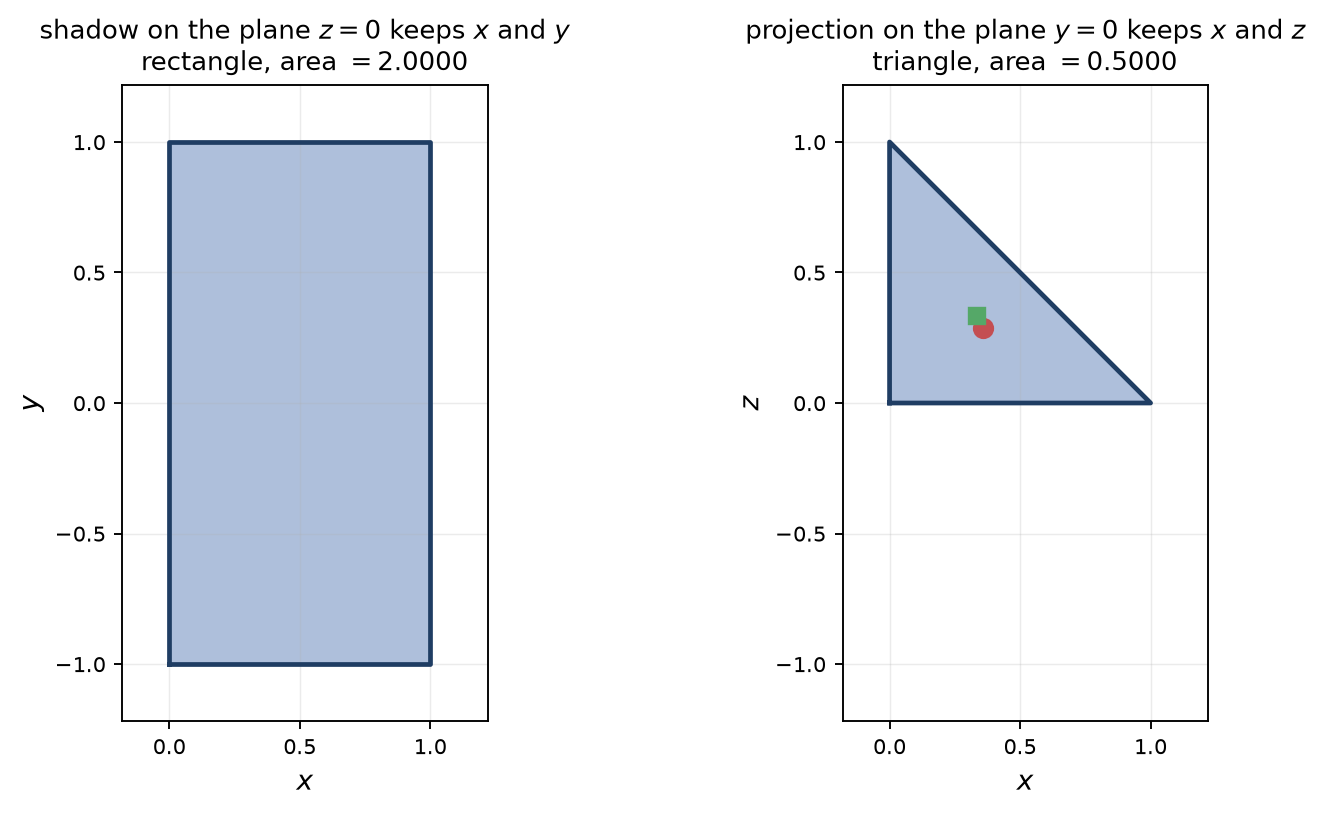 shadow on the plane z = 0 keeps x and y
rectangle, area = 2.0000
1.0
0.5
0.0
−0.5
−1.0
y
0.0 0.5 1.0
x
projection on the plane y = 0 keeps x and z
triangle, area = 0.5000
1.0
0.5
0.0
−0.5
−1.0
z
0.0 0.5 1.0
x